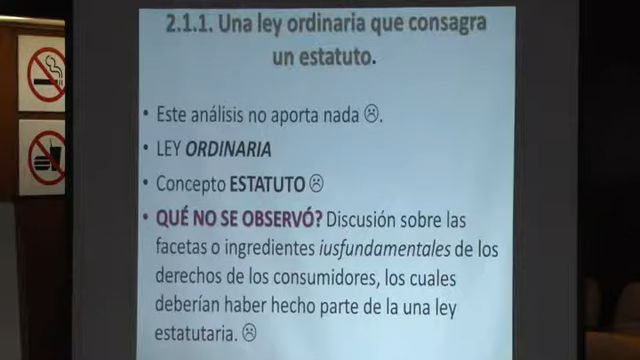 2.1.1. Una ley ordinaria que consagra
un estatuto.
• Este análisis no aporta nada ☹.
• LEY ORDINARIA
• Concepto ESTATUTO ☹
• QUÉ NO SE OBSERVÓ? Discusión sobre las
facetas o ingredientes iusfundamentales de los
derechos de los consumidores, los cuales
deberían haber hecho parte de la una ley
estatutaria. ☹